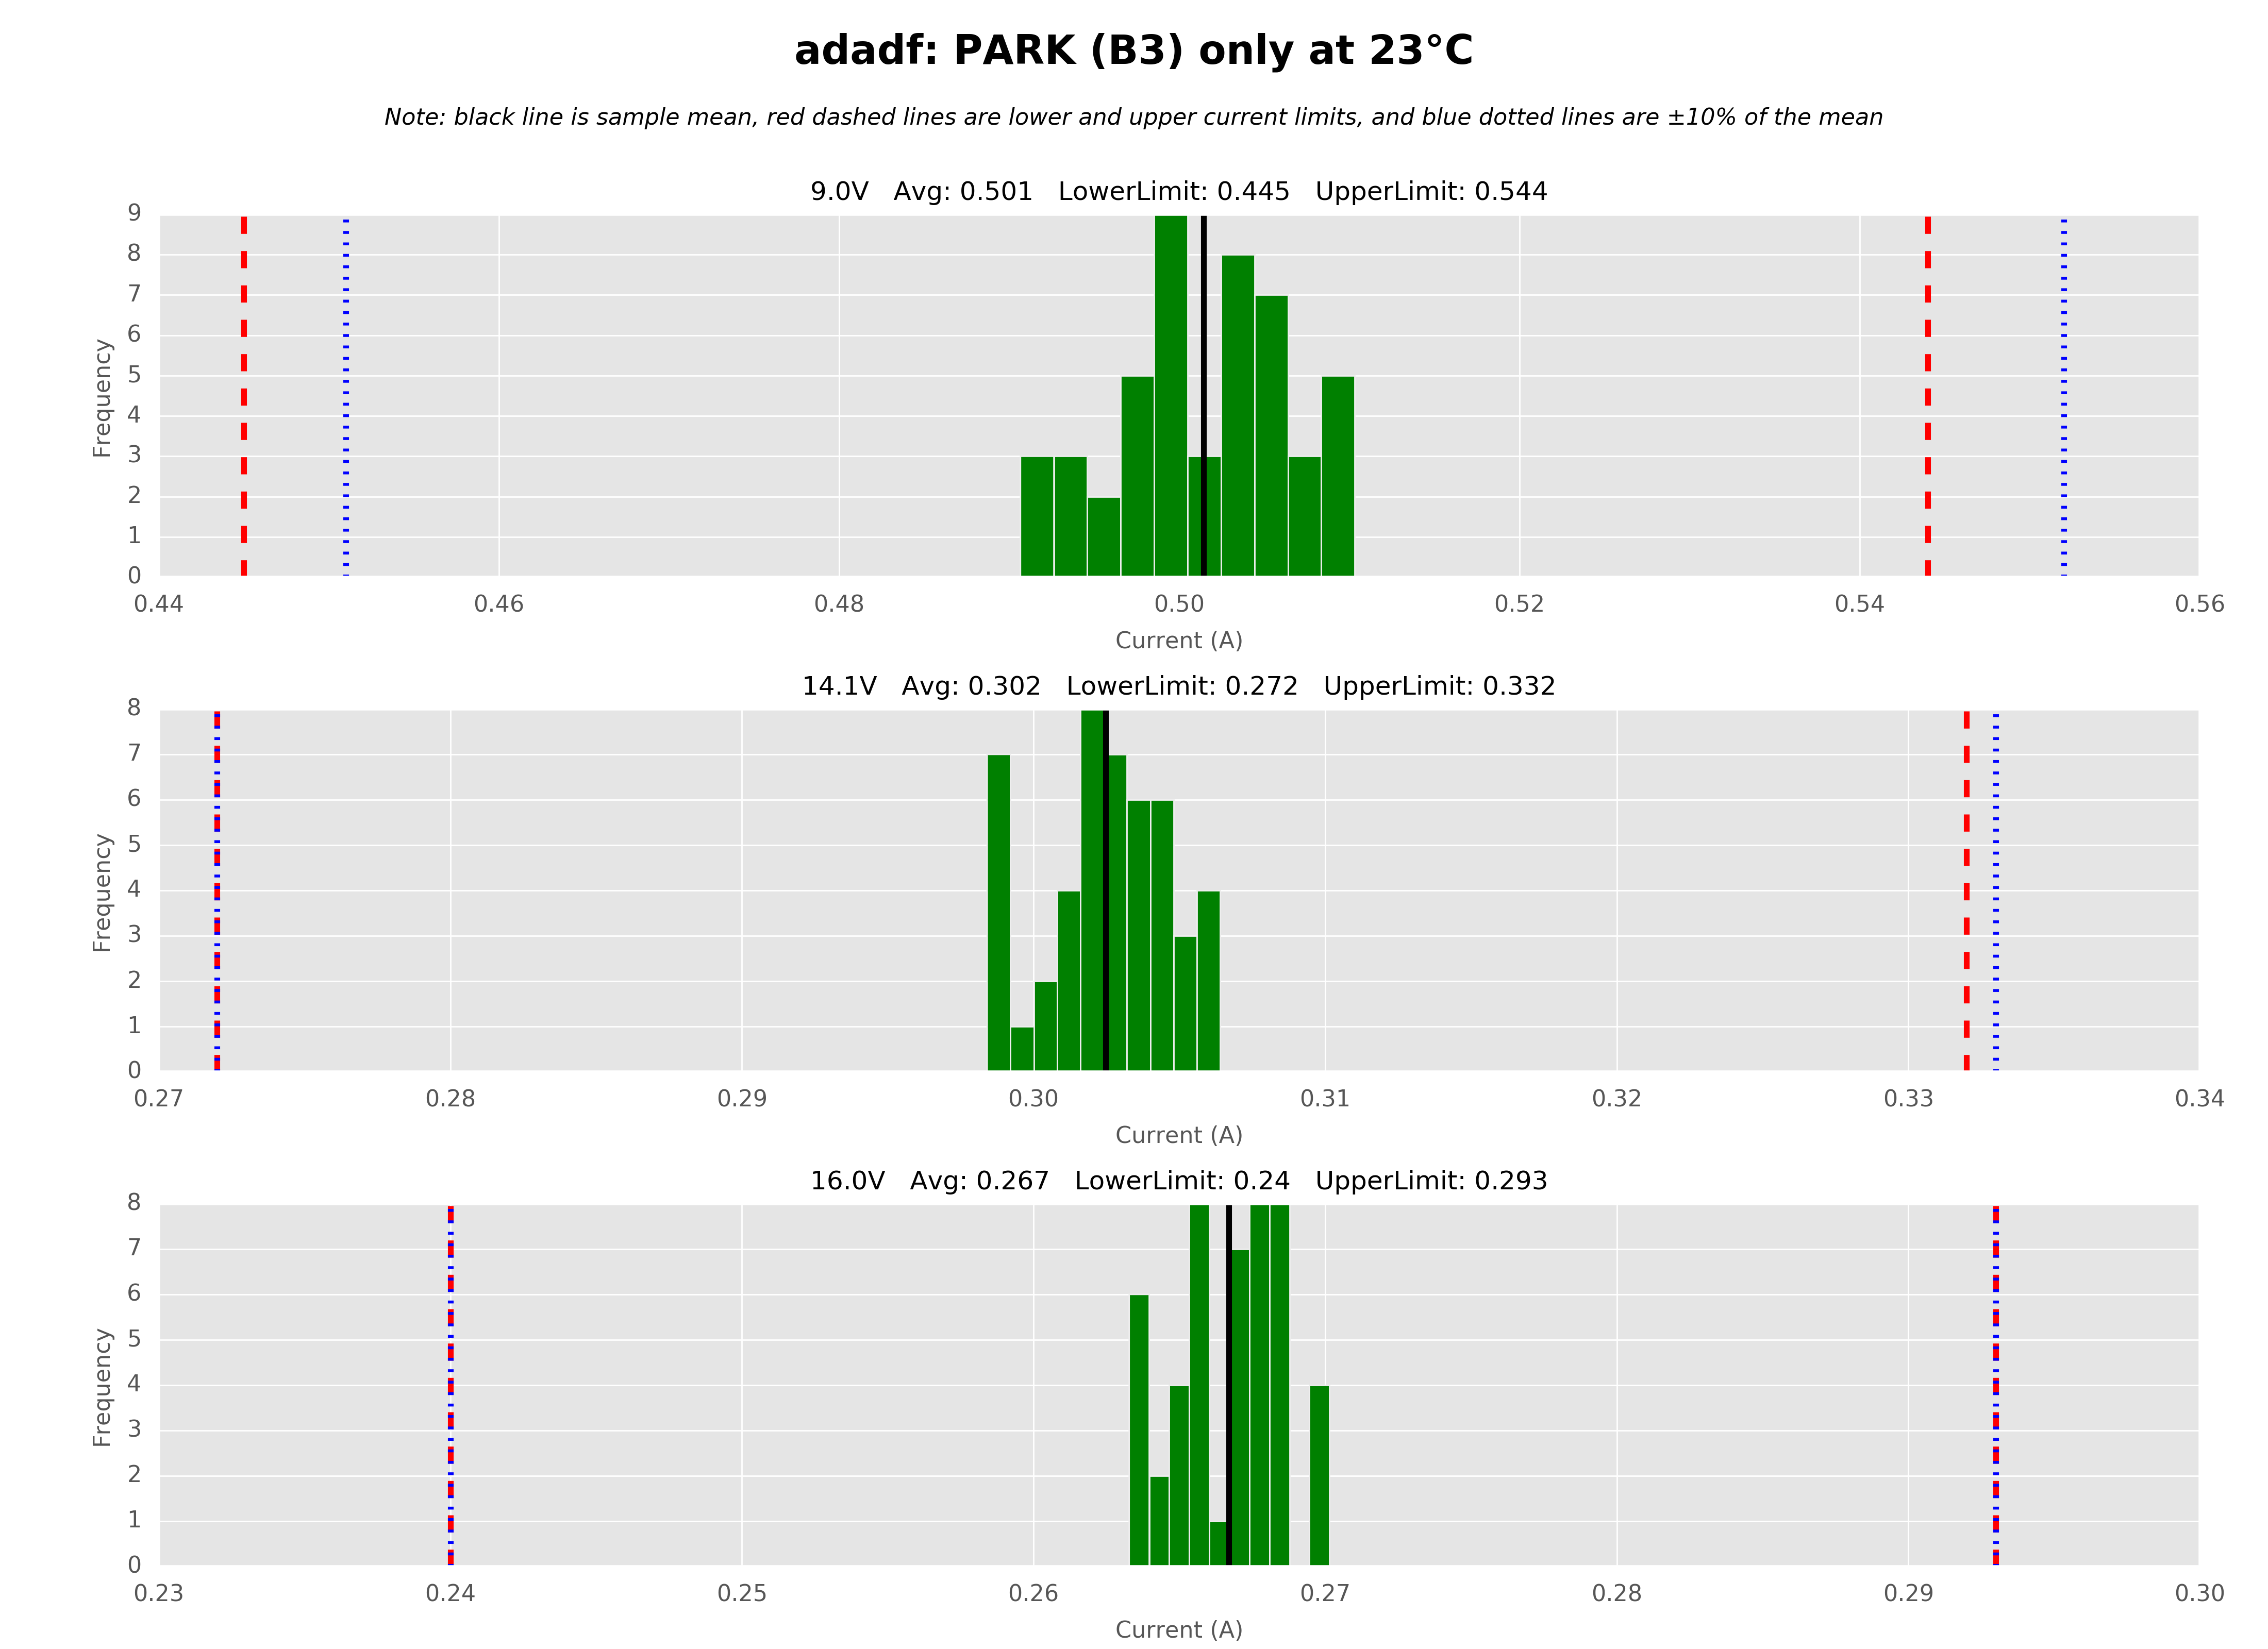 adadf: PARK (B3) only at 23°C
Note: black line is sample mean, red dashed lines are lower and upper current limits, and blue dotted lines are ±10% of the mean
9.0V   Avg: 0.501   LowerLimit: 0.445   UpperLimit: 0.544
9
8
7
6
5
4
3
2
1
0
Frequency
0.44 0.46 0.48 0.50 0.52 0.54 0.56
Current (A)
14.1V   Avg: 0.302   LowerLimit: 0.272   UpperLimit: 0.332
8
7
6
5
4
3
2
1
0
Frequency
0.27 0.28 0.29 0.30 0.31 0.32 0.33 0.34
Current (A)
16.0V   Avg: 0.267   LowerLimit: 0.24   UpperLimit: 0.293
8
7
6
5
4
3
2
1
0
Frequency
0.23 0.24 0.25 0.26 0.27 0.28 0.29 0.30
Current (A)